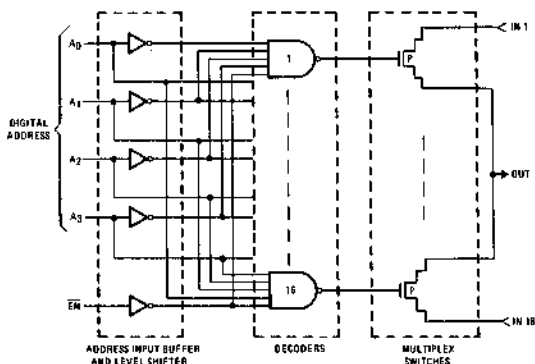 A0
IN 1
1
P
A1
DIGITAL
ADDRESS
A2
OUT
A3
16
P
EN
IN 16
ADDRESS INPUT BUFFER
AND LEVEL SHIFTER
DECODERS
MULTIPLEX
SWITCHES